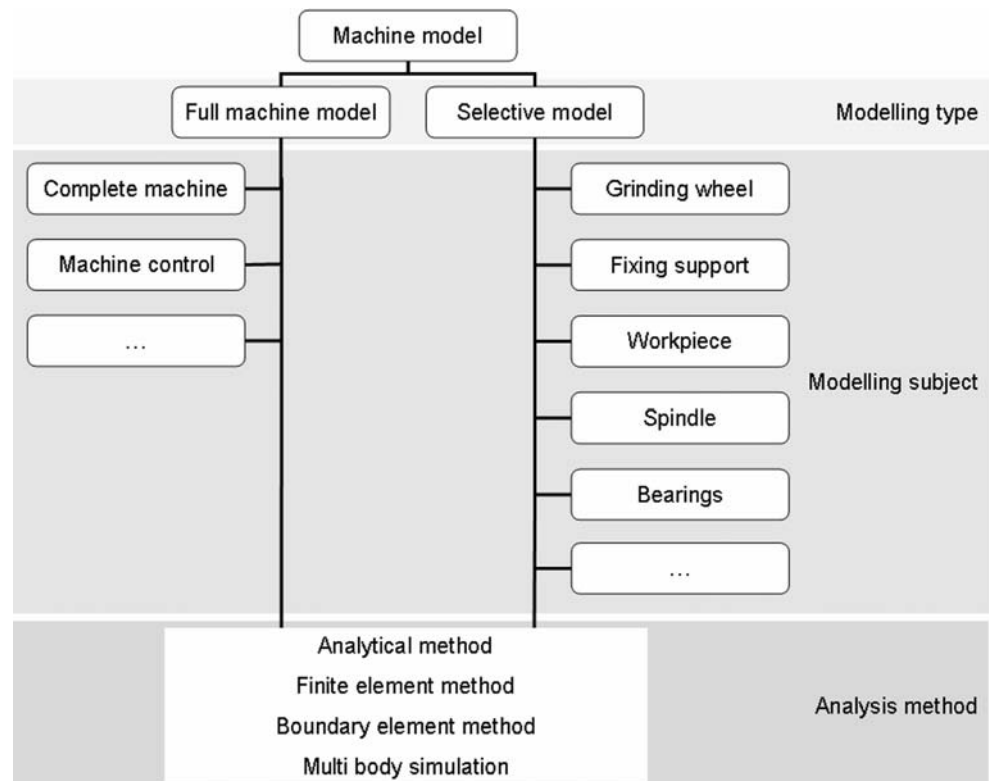 Machine model
Full machine model
Selective model
Modelling type
Complete machine
Grinding wheel
Machine control
Fixing support
…
Workpiece
Modelling subject
Spindle
Bearings
…
Analytical method
Finite element method
Boundary element method
Multi body simulation
Analysis method